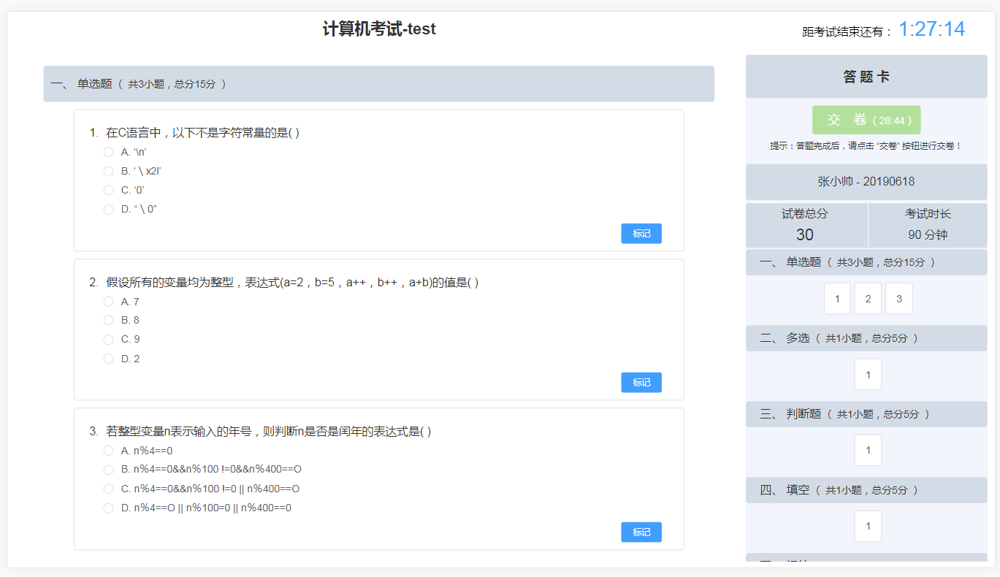 计算机考试-test
距考试结束还有： 1:27:14
一、 单选题（ 共3小题，总分15分 ）
1. 在C语言中，以下不是字符常量的是( )
A. '\n’
B. ‘ \ x2I’
C. ‘0’
D. “ \ 0”
标记
2. 假设所有的变量均为整型，表达式(a=2，b=5，a++，b++，a+b)的值是( )
A. 7
B. 8
C. 9
D. 2
标记
3. 若整型变量n表示输入的年号，则判断n是否是闰年的表达式是( )
A. n%4==0
B. n%4==0&&n%100 !=0&&n%400==O
C. n%4==0&&n%100 !=0 || n%400==O
D. n%4==O || n%100=0 || n%400==0
标记
答 题 卡
交 卷 ( 28:44 )
提示：答题完成后，请点击 “交卷” 按钮进行交卷！
张小帅 - 20190618
试卷总分 考试时长
30 90 分钟
一、 单选题（ 共3小题，总分15分 ）
1 2 3
二、 多选（ 共1小题，总分5分 ）
1
三、 判断题（ 共1小题，总分5分 ）
1
四、 填空（ 共1小题，总分5分 ）
1